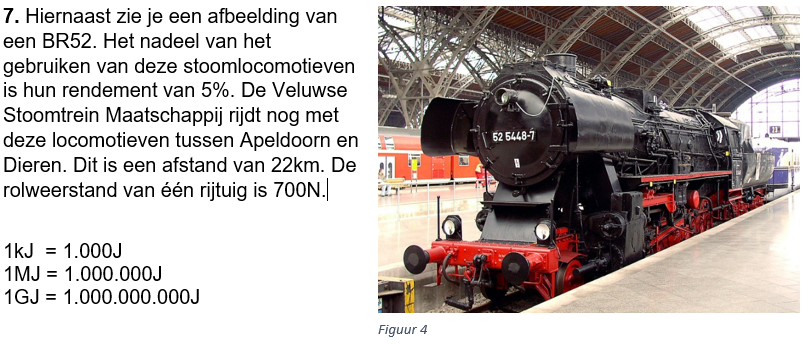 7. Hiernaast zie je een afbeelding van
een BR52. Het nadeel van het
gebruiken van deze stoomlocomotieven
is hun rendement van 5%. De Veluwse
Stoomtrein Maatschappij rijdt nog met
deze locomotieven tussen Apeldoorn en
Dieren. Dit is een afstand van 22km. De
rolweerstand van één rijtuig is 700N.
1kJ = 1.000J
1MJ = 1.000.000J
1GJ = 1.000.000.000J
52 5448-7
Figuur 4